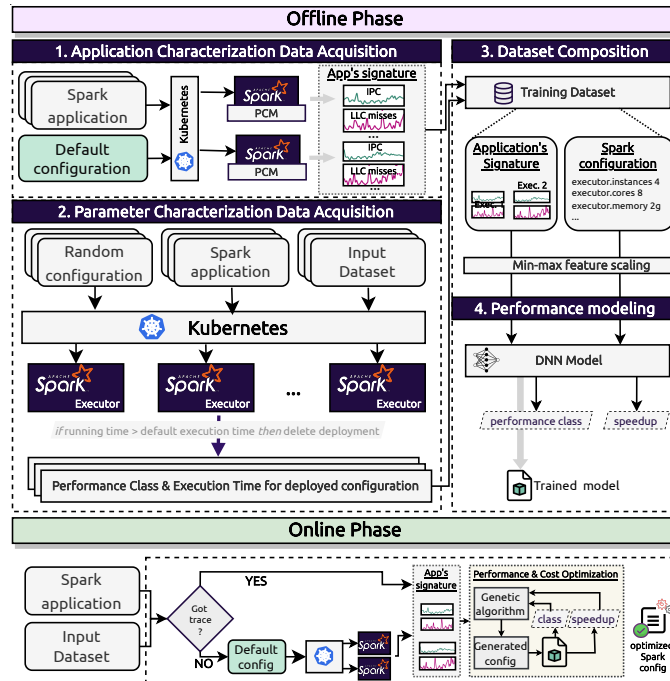 Offline Phase
1. Application Characterization Data Acquisition
Spark
application
Default
configuration
Kubernetes
APACHE
Spark
PCM
APACHE
Spark
PCM
App's signature
IPC
LLC misses
...
IPC
LLC misses
...
2. Parameter Characterization Data Acquisition
Random
configuration
Spark
application
Input
Dataset
Kubernetes
APACHE
Spark
Executor
APACHE
Spark
Executor
...
APACHE
Spark
Executor
if running time > default execution time then delete deployment
Performance Class & Execution Time for deployed configuration
3. Dataset Composition
Training Dataset
Application's
Signature
Exec. 2
Exec. 1
Spark
configuration
executor.instances 4
executor.cores 8
executor.memory 2g
...
Min-max feature scaling
4. Performance modeling
DNN Model
performance class
speedup
Trained model
Online Phase
Spark
application
Input
Dataset
Got
trace
?
YES
NO
Default
config
Spark
Spark
App's
signature
Performance & Cost Optimization
Genetic
algorithm
class
speedup
Generated
config
optimized
Spark
config